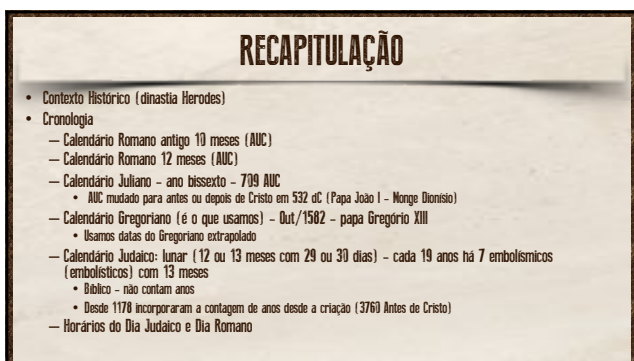 RECAPITULAÇÃO
• Contexto Histórico (dinastia Herodes)
• Cronologia
– Calendário Romano antigo 10 meses (AUC)
– Calendário Romano 12 meses (AUC)
– Calendário Juliano – ano bissexto – 709 AUC
• AUC mudado para antes ou depois de Cristo em 532 dC (Papa João I – Monge Dionísio)
– Calendário Gregoriano (é o que usamos) – Out/1582 – papa Gregório XIII
• Usamos datas do Gregoriano extrapolado
– Calendário Judaico: lunar (12 ou 13 meses com 29 ou 30 dias) – cada 19 anos há 7 embolísmicos
(embolísticos) com 13 meses
• Bíblico – não contam anos
• Desde 1178 incorporaram a contagem de anos desde a criação (3760 Antes de Cristo)
– Horários do Dia Judaico e Dia Romano